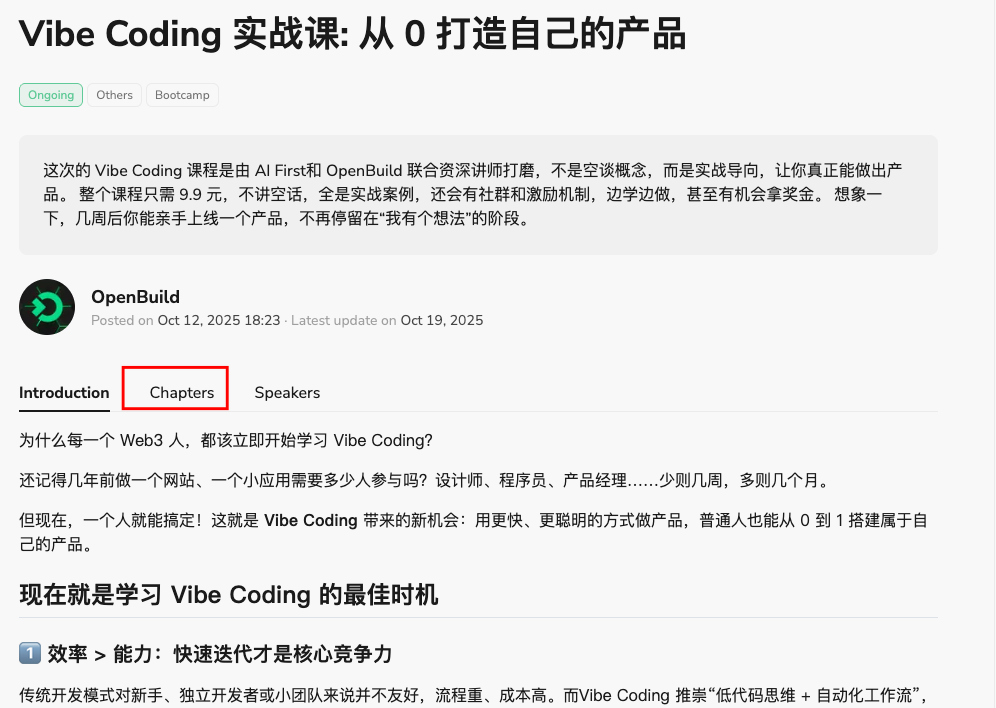 Vibe Coding 实战课: 从 0 打造自己的产品
Ongoing Others Bootcamp
这次的 Vibe Coding 课程是由 AI First和 OpenBuild 联合资深讲师打磨，不是空谈概念，而是实战导向，让你真正能做出产
品。 整个课程只需 9.9 元，不讲空话，全是实战案例，还会有社群和激励机制，边学边做，甚至有机会拿奖金。 想象一
下，几周后你能亲手上线一个产品，不再停留在“我有个想法”的阶段。
OpenBuild
Posted on Oct 12, 2025 18:23 · Latest update on Oct 19, 2025
Introduction Chapters Speakers
为什么每一个 Web3 人，都该立即开始学习 Vibe Coding?
还记得几年前做一个网站、一个小应用需要多少人参与吗？设计师、程序员、产品经理……少则几周，多则几个月。
但现在，一个人就能搞定！这就是 Vibe Coding 带来的新机会：用更快、更聪明的方式做产品，普通人也能从 0 到 1 搭建属于自
己的产品。
现在就是学习 Vibe Coding 的最佳时机
1️⃣ 效率 > 能力：快速迭代才是核心竞争力
传统开发模式对新手、独立开发者或小团队来说并不友好，流程重、成本高。而Vibe Coding 推崇“低代码思维 + 自动化工作流”，